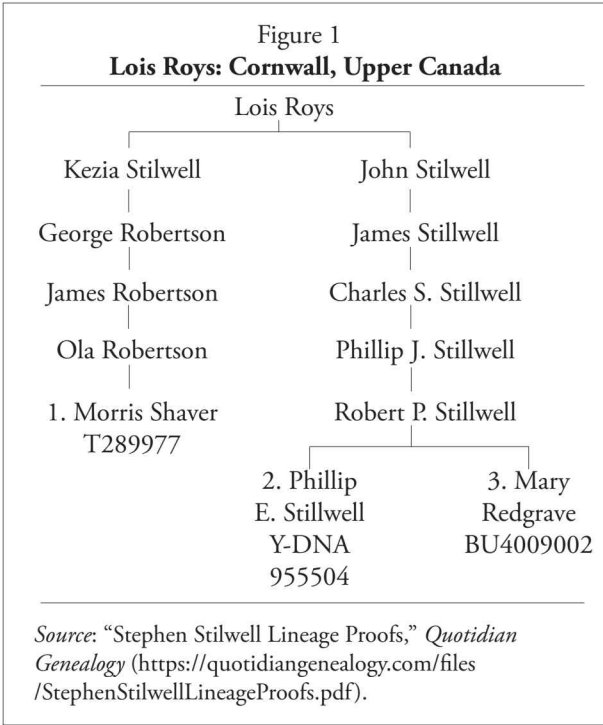 Figure 1
Lois Roys: Cornwall, Upper Canada
Lois Roys
Kezia Stilwell
John Stilwell
George Robertson
James Stillwell
James Robertson
Charles S. Stillwell
Ola Robertson
Phillip J. Stillwell
1. Morris Shaver
T289977
Robert P. Stillwell
2. Phillip
E. Stillwell
Y-DNA
955504
3. Mary
Redgrave
BU4009002
Source: “Stephen Stilwell Lineage Proofs,” Quotidian
Genealogy (https://quotidiangenealogy.com/files
/StephenStilwellLineageProofs.pdf).